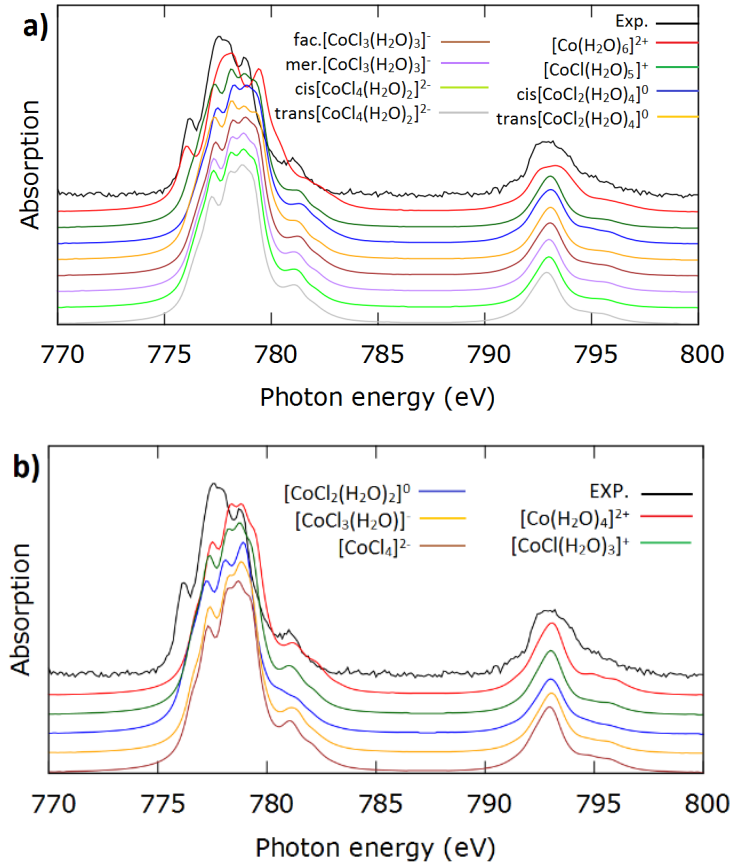 a)
Exp.
fac.[CoCl3(H2O)3]-
[Co(H2O)6]2+
mer.[CoCl3(H2O)3]-
[CoCl(H2O)5]+
cis[CoCl4(H2O)2]2-
cis[CoCl2(H2O)4]0
trans[CoCl4(H2O)2]2-
trans[CoCl2(H2O)4]0
Absorption
770 775 780 785 790 795 800
Photon energy (eV)
b)
[CoCl2(H2O)2]0
EXP.
[CoCl3(H2O)]-
[Co(H2O)4]2+
[CoCl4]2-
[CoCl(H2O)3]+
Absorption
770 775 780 785 790 795 800
Photon energy (eV)